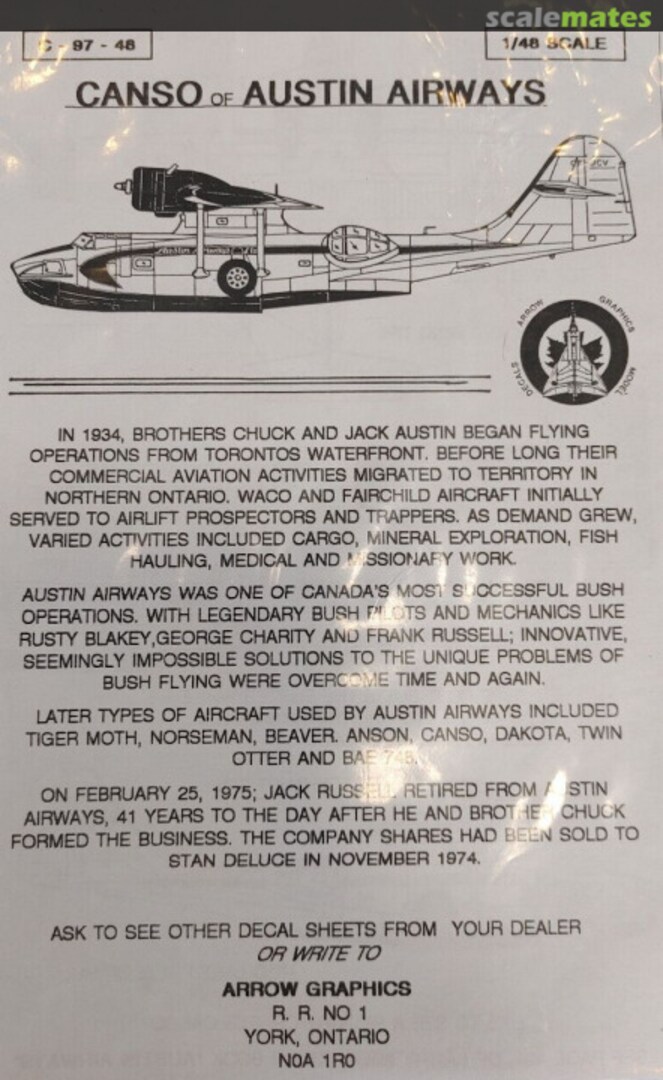 scalemates
C - 97 - 48
1/48 SCALE
CANSO OF AUSTIN AIRWAYS
ARROW GRAPHICS
DECALS MODEL
IN 1934, BROTHERS CHUCK AND JACK AUSTIN BEGAN FLYING
OPERATIONS FROM TORONTOS WATERFRONT. BEFORE LONG THEIR
COMMERCIAL AVIATION ACTIVITIES MIGRATED TO TERRITORY IN
NORTHERN ONTARIO. WACO AND FAIRCHILD AIRCRAFT INITIALLY
SERVED TO AIRLIFT PROSPECTORS AND TRAPPERS. AS DEMAND GREW,
VARIED ACTIVITIES INCLUDED CARGO, MINERAL EXPLORATION, FISH
HAULING, MEDICAL AND MISSIONARY WORK.
AUSTIN AIRWAYS WAS ONE OF CANADA'S MOST SUCCESSFUL BUSH
OPERATIONS. WITH LEGENDARY BUSH PILOTS AND MECHANICS LIKE
RUSTY BLAKEY,GEORGE CHARITY AND FRANK RUSSELL; INNOVATIVE,
SEEMINGLY IMPOSSIBLE SOLUTIONS TO THE UNIQUE PROBLEMS OF
BUSH FLYING WERE OVERCOME TIME AND AGAIN.
LATER TYPES OF AIRCRAFT USED BY AUSTIN AIRWAYS INCLUDED
TIGER MOTH, NORSEMAN, BEAVER. ANSON, CANSO, DAKOTA, TWIN
OTTER AND BAE 748.
ON FEBRUARY 25, 1975; JACK RUSSELL RETIRED FROM AUSTIN
AIRWAYS, 41 YEARS TO THE DAY AFTER HE AND BROTHER CHUCK
FORMED THE BUSINESS. THE COMPANY SHARES HAD BEEN SOLD TO
STAN DELUCE IN NOVEMBER 1974.
ASK TO SEE OTHER DECAL SHEETS FROM YOUR DEALER
OR WRITE TO
ARROW GRAPHICS
R. R. NO 1
YORK, ONTARIO
N0A 1R0